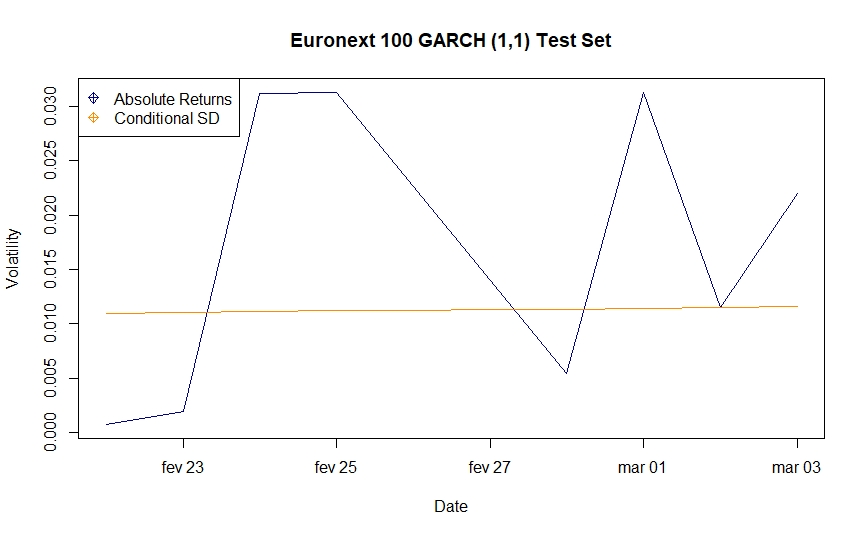 Euronext 100 GARCH (1,1) Test Set
Absolute Returns
Conditional SD
Volatility
0.030
0.025
0.020
0.015
0.010
0.005
0.000
fev 23 fev 25 fev 27 mar 01 mar 03
Date